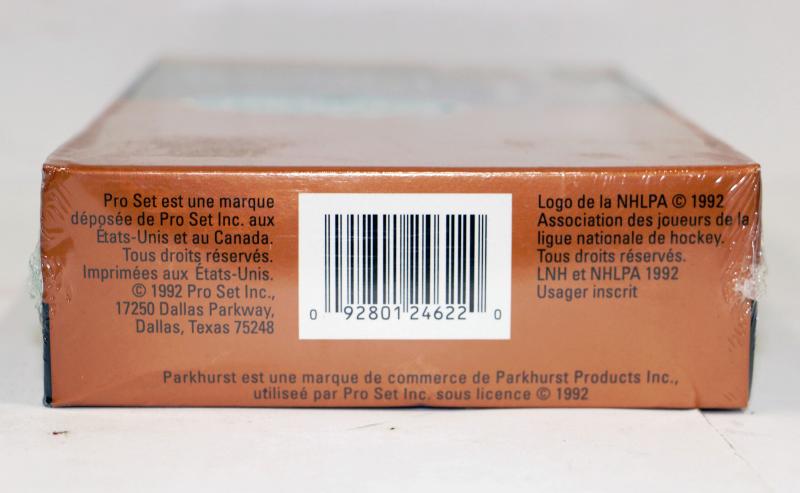 Pro Set est une marque
déposée de Pro Set Inc. aux
États-Unis et au Canada.
Tous droits réservés.
Imprimées aux États-Unis.
© 1992 Pro Set Inc.,
17250 Dallas Parkway,
Dallas, Texas 75248
0 92801 24622 0
Logo de la NHLPA © 1992
Association des joueurs de la
ligue nationale de hockey.
Tous droits réservés.
LNH et NHLPA 1992
Usager inscrit
Parkhurst est une marque de commerce de Parkhurst Products Inc.,
utiliseé par Pro Set Inc. sous licence © 1992